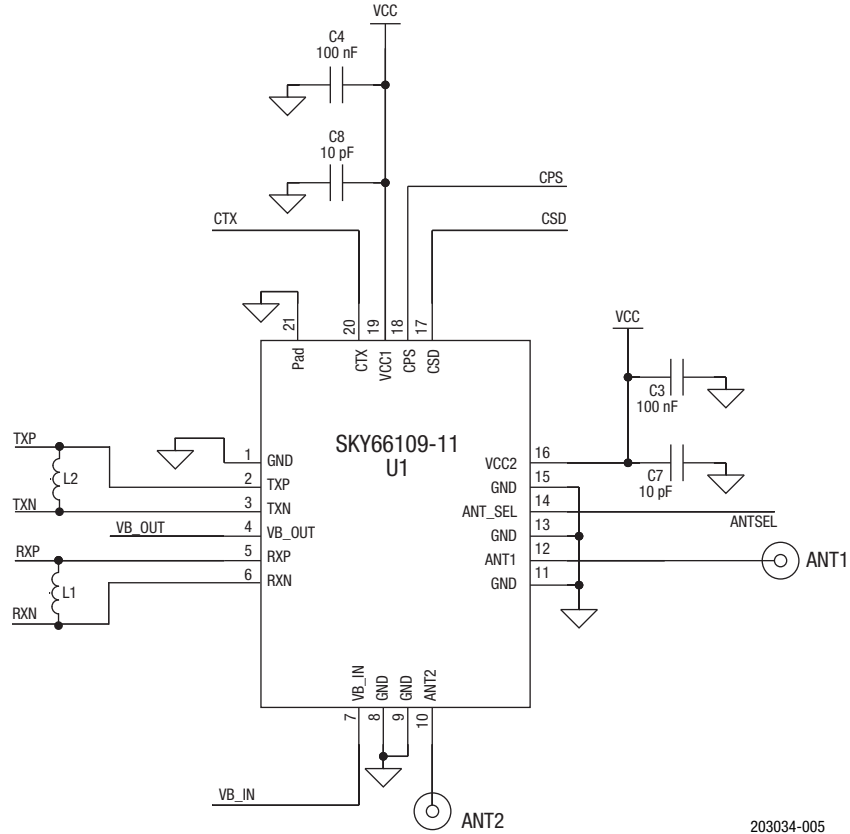 VCC
C4
100 nF
C8
10 pF
CPS
CTX
CSD
21
20
19
18
17
Pad
CTX
VCC1
CPS
CSD
VCC
C3
100 nF
SKY66109-11
U1
TXP
L2
TXN
VB_OUT
RXP
L1
RXN
1
GND
2
TXP
3
TXN
4
VB_OUT
5
RXP
6
RXN
16
VCC2
15
GND
14
ANT_SEL
13
GND
12
ANT1
11
GND
C7
10 pF
ANTSEL
ANT1
VB_IN
GND
GND
ANT2
7
8
9
10
VB_IN
ANT2
203034-005